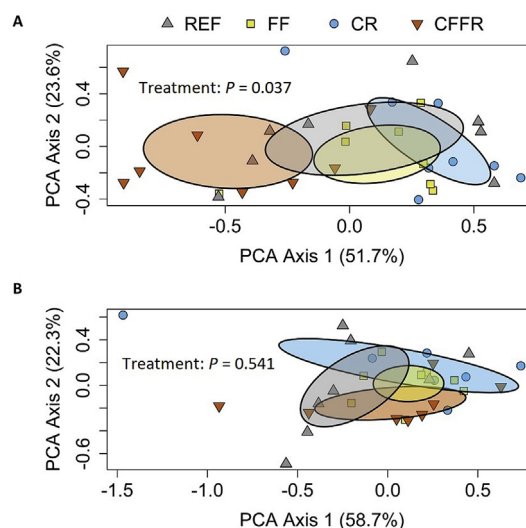 A
REF FF CR CFFR
Treatment: P = 0.037
PCA Axis 2 (23.6%)
0.4
0.0
-0.4
-0.5 0.0 0.5
PCA Axis 1 (51.7%)
B
Treatment: P = 0.541
PCA Axis 2 (22.3%)
0.4
0.0
-0.6
-1.5 -1.0 -0.5 0.0 0.5
PCA Axis 1 (58.7%)